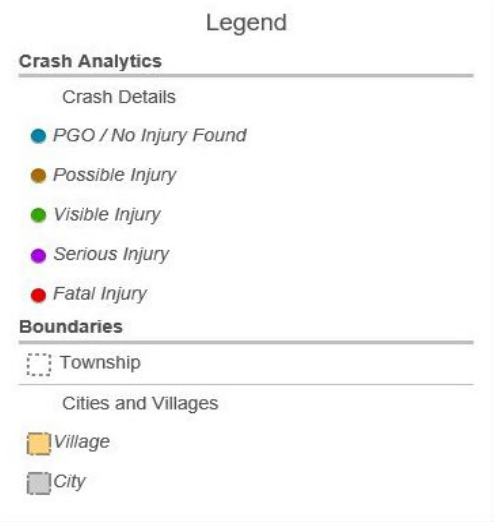 Legend
Crash Analytics
Crash Details
PGO / No Injury Found
Possible Injury
Visible Injury
Serious Injury
Fatal Injury
Boundaries
Township
Cities and Villages
Village
City